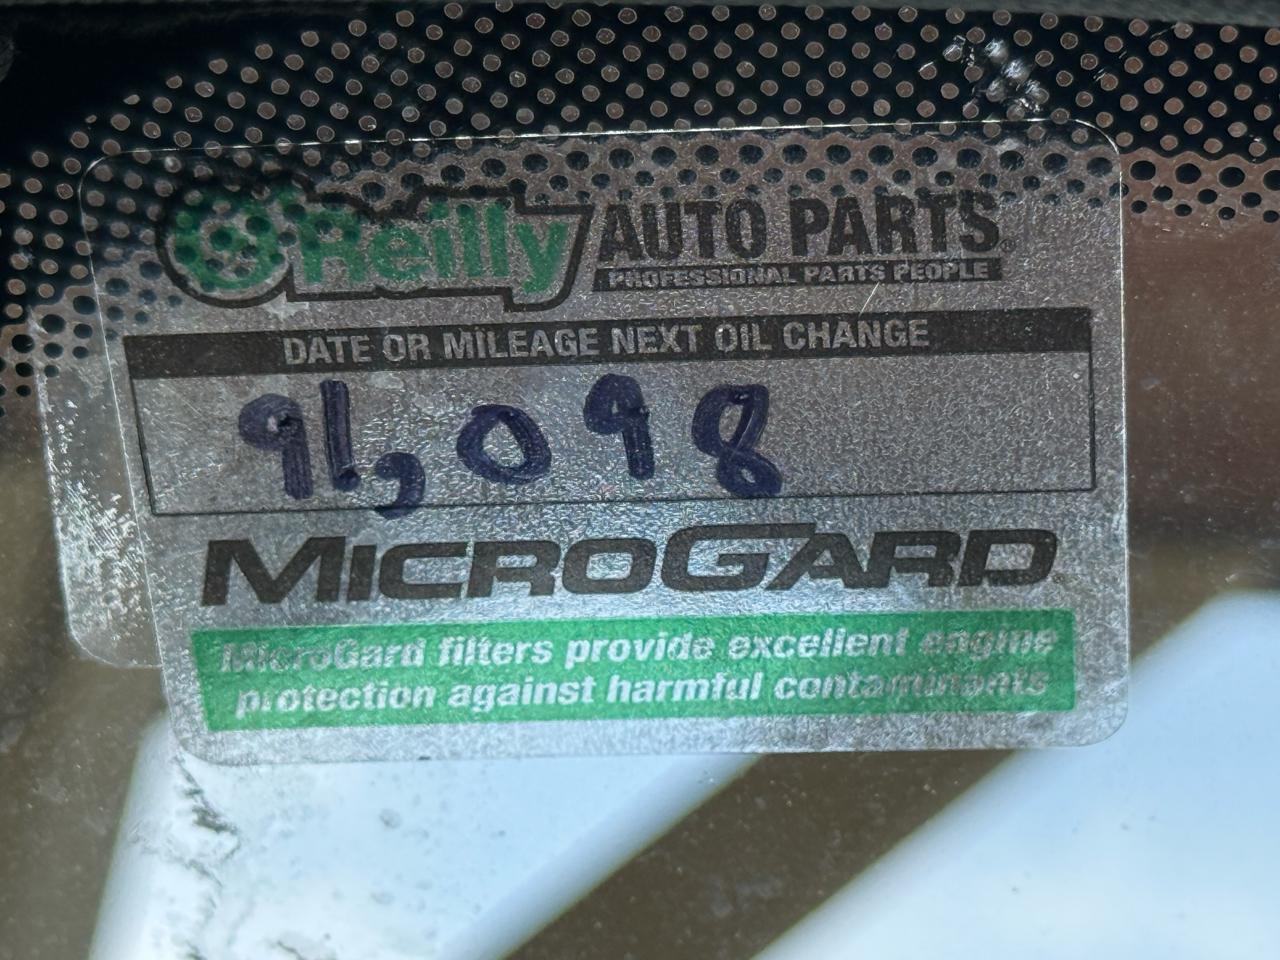 O'Reilly AUTO PARTS®
PROFESSIONAL PARTS PEOPLE
DATE OR MILEAGE NEXT OIL CHANGE
91,098
MICROGARD
MicroGard filters provide excellent engine
protection against harmful contaminants